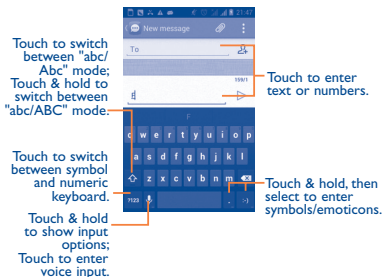 21:47
New message
To
159/1
F
q w e r t y u i o p
a s d f g h j k l
z x c v b n m
?123
.
:-)
Touch to switch
between "abc/
Abc" mode;
Touch & hold to
switch between
"abc/ABC" mode.
Touch to switch
between symbol
and numeric
keyboard.
Touch & hold
to show input
options;
Touch to enter
voice input.
Touch to enter
text or numbers.
Touch & hold, then
select to enter
symbols/emoticons.